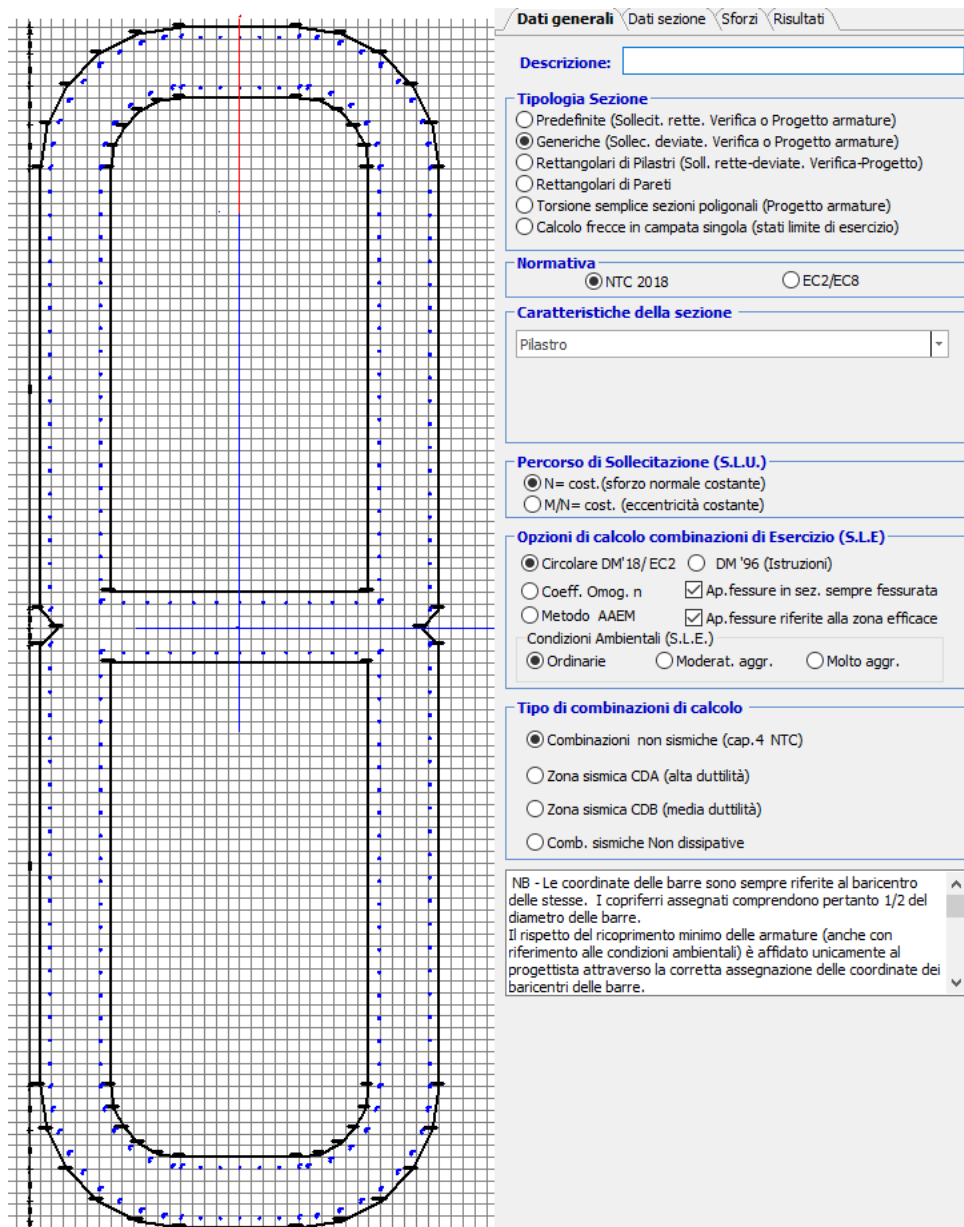 Dati generali Dati sezione Sforzi Risultati
Descrizione:
Tipologia Sezione
Predefinite (Sollecit. rette. Verifica o Progetto armature)
Generiche (Sollec. deviate. Verifica o Progetto armature)
Rettangolari di Pilastri (Soll. rette-deviate. Verifica-Progetto)
Rettangolari di Pareti
Torsione semplice sezioni poligonali (Progetto armature)
Calcolo frecce in campata singola (stati limite di esercizio)
Normativa
NTC 2018 EC2/EC8
Caratteristiche della sezione
Pilastro
Percorso di Sollecitazione (S.L.U.)
N= cost.(sforzo normale costante)
M/N= cost. (eccentricità costante)
Opzioni di calcolo combinazioni di Esercizio (S.L.E)
Circolare DM'18/ EC2 DM '96 (Istruzioni)
Coeff. Omog. n Ap.fessure in sez. sempre fessurata
Metodo AAEM Ap.fessure riferite alla zona efficace
Condizioni Ambientali (S.L.E.)
Ordinarie Moderat. aggr. Molto aggr.
Tipo di combinazioni di calcolo
Combinazioni non sismiche (cap.4 NTC)
Zona sismica CDA (alta duttilità)
Zona sismica CDB (media duttilità)
Comb. sismiche Non dissipative
NB - Le coordinate delle barre sono sempre riferite al baricentro
delle stesse. I copriferri assegnati comprendono pertanto 1/2 del
diametro delle barre.
Il rispetto del ricoprimento minimo delle armature (anche con
riferimento alle condizioni ambientali) è affidato unicamente al
progettista attraverso la corretta assegnazione delle coordinate dei
baricentri delle barre.